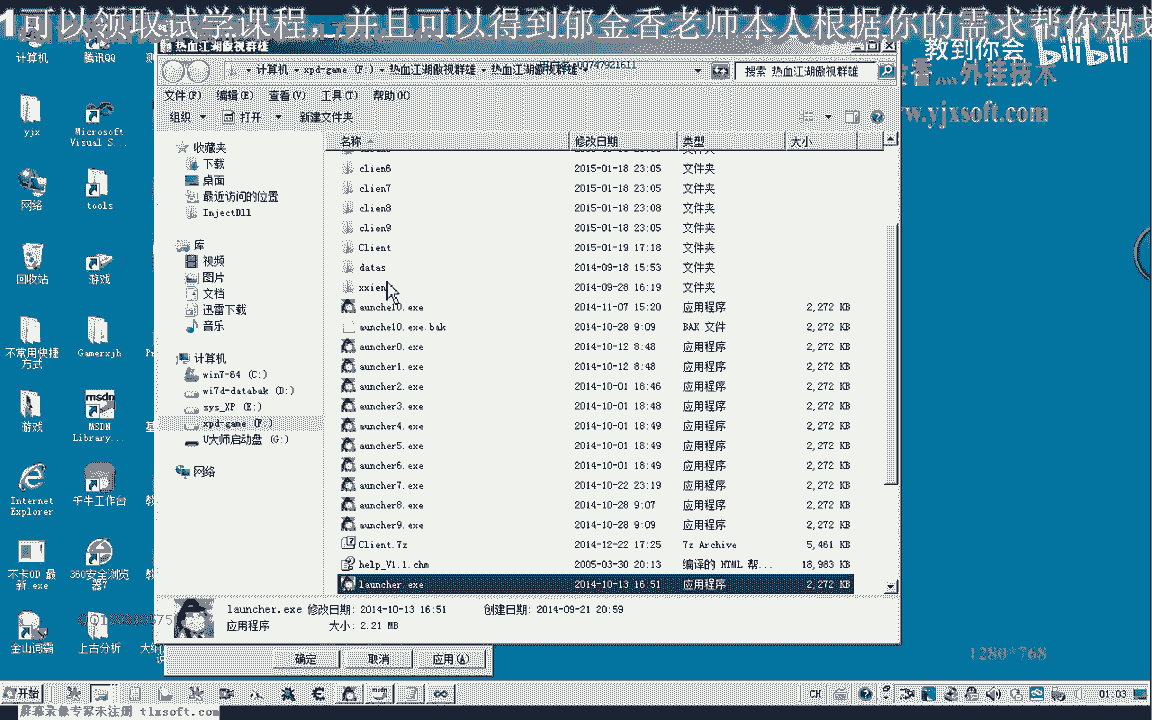 1可以领取试学课程，并且可以得到郁金香老师本人根据你的需求帮你规划
教到你会 bilibili
外挂技术
w.yjxsoft.com
热血江湖傲视群雄
计算机 xpd-game (F:) 热血江湖傲视群雄 热血江湖傲视群雄
搜索 热血江湖傲视群雄
文件(F) 编辑(E) 查看(V) 工具(T) 帮助(H)
组织 打开 新建文件夹
名称 修改日期 类型 大小
clien6 2015-01-18 23:05 文件夹
clien7 2015-01-18 23:05 文件夹
clien8 2015-01-18 23:08 文件夹
clien9 2015-01-18 23:05 文件夹
Client 2015-01-19 17:18 文件夹
datas 2014-09-18 15:53 文件夹
xxien 2014-09-28 16:19 文件夹
aunche10.exe 2014-11-07 15:20 应用程序 2,272 KB
aunche10.exe.bak 2014-10-28 9:09 BAK 文件 2,272 KB
auncher0.exe 2014-10-12 8:48 应用程序 2,272 KB
auncher1.exe 2014-10-12 8:48 应用程序 2,272 KB
auncher2.exe 2014-10-01 18:46 应用程序 2,272 KB
auncher3.exe 2014-10-01 18:48 应用程序 2,272 KB
auncher4.exe 2014-10-01 18:49 应用程序 2,272 KB
auncher5.exe 2014-10-01 18:49 应用程序 2,272 KB
auncher6.exe 2014-10-01 18:49 应用程序 2,272 KB
auncher7.exe 2014-10-22 23:19 应用程序 2,272 KB
auncher8.exe 2014-10-28 9:07 应用程序 2,272 KB
auncher9.exe 2014-10-28 9:09 应用程序 2,272 KB
Client.7z 2014-12-22 17:25 7z Archive 5,461 KB
help_V1.1.chm 2005-03-30 20:13 编译的 HTML 帮... 18,983 KB
launcher.exe 2014-10-13 16:51 应用程序 2,272 KB
收藏夹
下载
桌面
最近访问的位置
InjectDll
库
视频
图片
文档
迅雷下载
音乐
计算机
win7-64 (C:)
wi7d-databak (D:)
sys_XP (E:)
xpd-game (F:)
U大师启动盘 (G:)
网络
launcher.exe 修改日期: 2014-10-13 16:51 创建日期: 2014-09-21 20:59
应用程序 大小: 2.21 MB
确定 取消 应用(A)
计算机 腾讯QQ
yjx Microsoft Visual S...
网络 tools
回收站 游戏
不常用快捷方式 Gamerxjh
游戏 MSDN Library...
Internet Explorer 千牛工作台
不卡OD 最新.exe 360安全浏览器7
金山词霸 上古分析
1280*768
开始 CH 01:03
屏幕录像专家未注册 tlxsoft.com